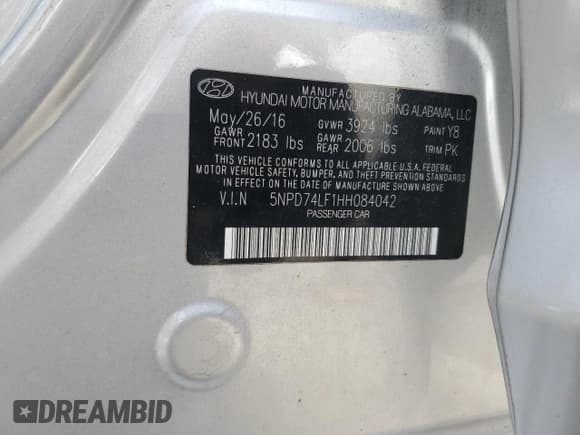 MANUFACTURED BY
HYUNDAI MOTOR MANUFACTURING ALABAMA, LLC
May/26/16 GVWR 3924 lbs PAINT Y8
GAWR FRONT 2183 lbs GAWR REAR 2006 lbs TRIM PK
THIS VEHICLE CONFORMS TO ALL APPLICABLE U.S.A. FEDERAL
MOTOR VEHICLE SAFETY, BUMPER, AND THEFT PREVENTION STANDARDS
IN EFFECT ON THE DATE OF MANUFACTURE SHOWN ABOVE.
V.I.N 5NPD74LF1HH084042
PASSENGER CAR
DREAMBID